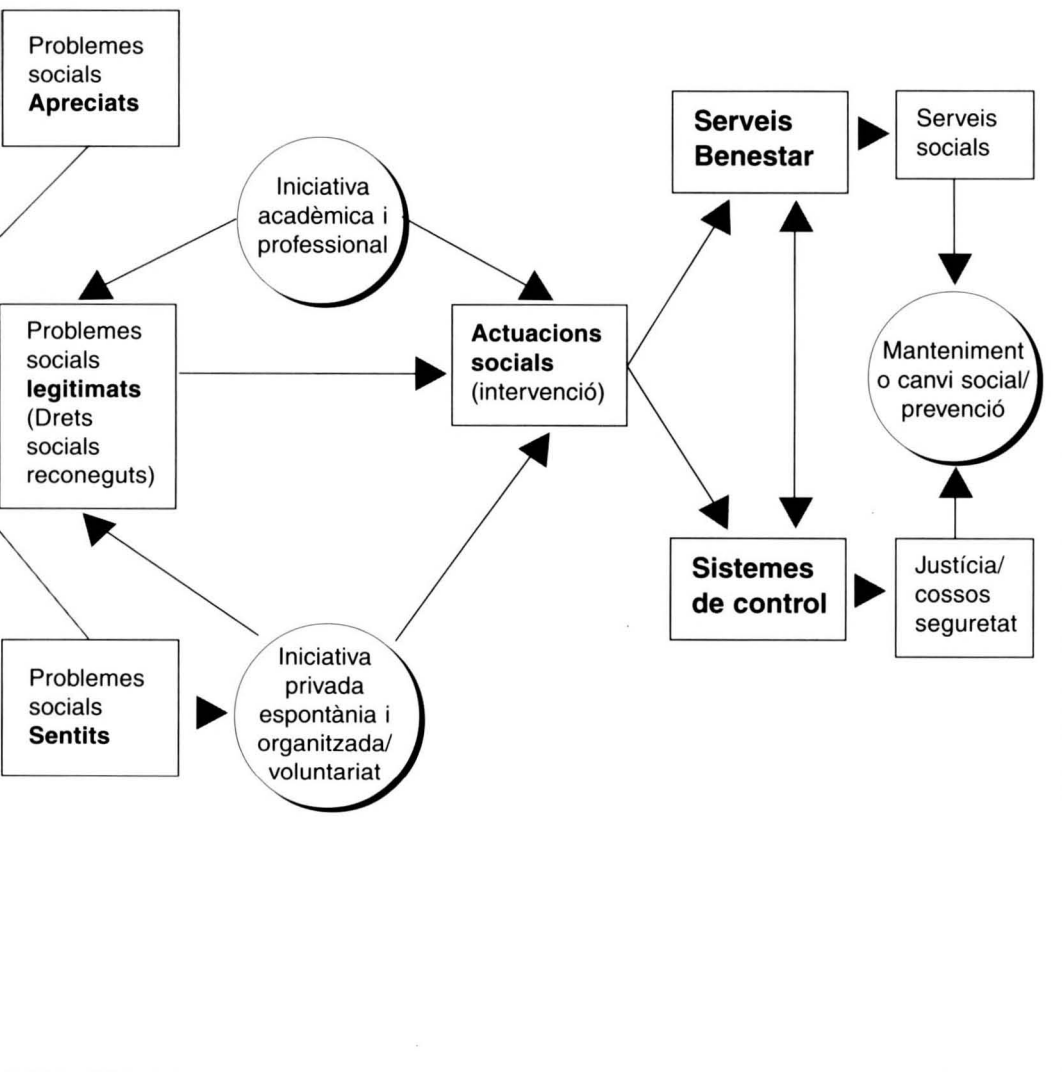 Problemes
socials
Apreciats
Iniciativa
acadèmica i
professional
Problemes
socials
legitimats
(Drets
socials
reconeguts)
Actuacions
socials
(intervenció)
Serveis
Benestar
Serveis
socials
Manteniment
o canvi social/
prevenció
Sistemes
de control
Justícia/
cossos
seguretat
Problemes
socials
Sentits
Iniciativa
privada
espontània i
organitzada/
voluntariat